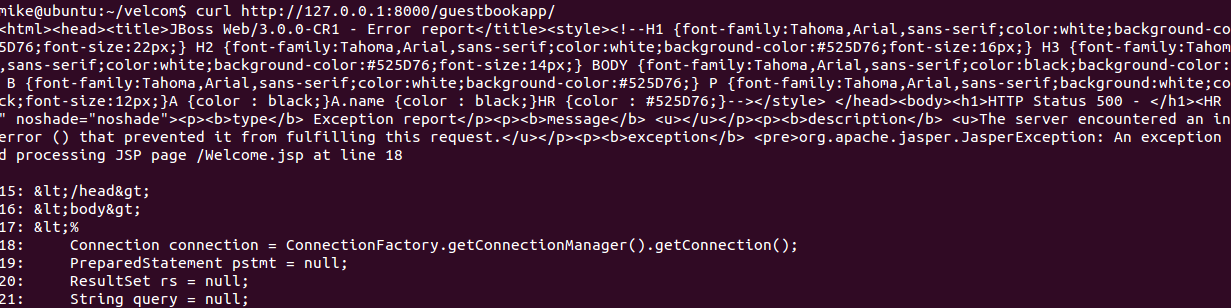 mike@ubuntu:~/velcom$ curl http://127.0.0.1:8000/guestbookapp/
<html><head><title>JBoss Web/3.0.0-CR1 - Error report</title><style><!--H1 {font-family:Tahoma,Arial,sans-serif;color:white;background-co
5D76;font-size:22px;} H2 {font-family:Tahoma,Arial,sans-serif;color:white;background-color:#525D76;font-size:16px;} H3 {font-family:Tahom
,sans-serif;color:white;background-color:#525D76;font-size:14px;} BODY {font-family:Tahoma,Arial,sans-serif;color:black;background-color:
B {font-family:Tahoma,Arial,sans-serif;color:white;background-color:#525D76;} P {font-family:Tahoma,Arial,sans-serif;background:white;co
ck;font-size:12px;}A {color : black;}A.name {color : black;}HR {color : #525D76;}--></style> </head><body><h1>HTTP Status 500 - </h1><HR
" noshade="noshade"><p><b>type</b> Exception report</p><p><b>message</b> <u></u></p><p><b>description</b> <u>The server encountered an in
error () that prevented it from fulfilling this request.</u></p><p><b>exception</b> <pre>org.apache.jasper.JasperException: An exception
d processing JSP page /Welcome.jsp at line 18
15: &lt;/head&gt;
16: &lt;body&gt;
17: &lt;%
18: Connection connection = ConnectionFactory.getConnectionManager().getConnection();
19: PreparedStatement pstmt = null;
20: ResultSet rs = null;
21: String query = null;